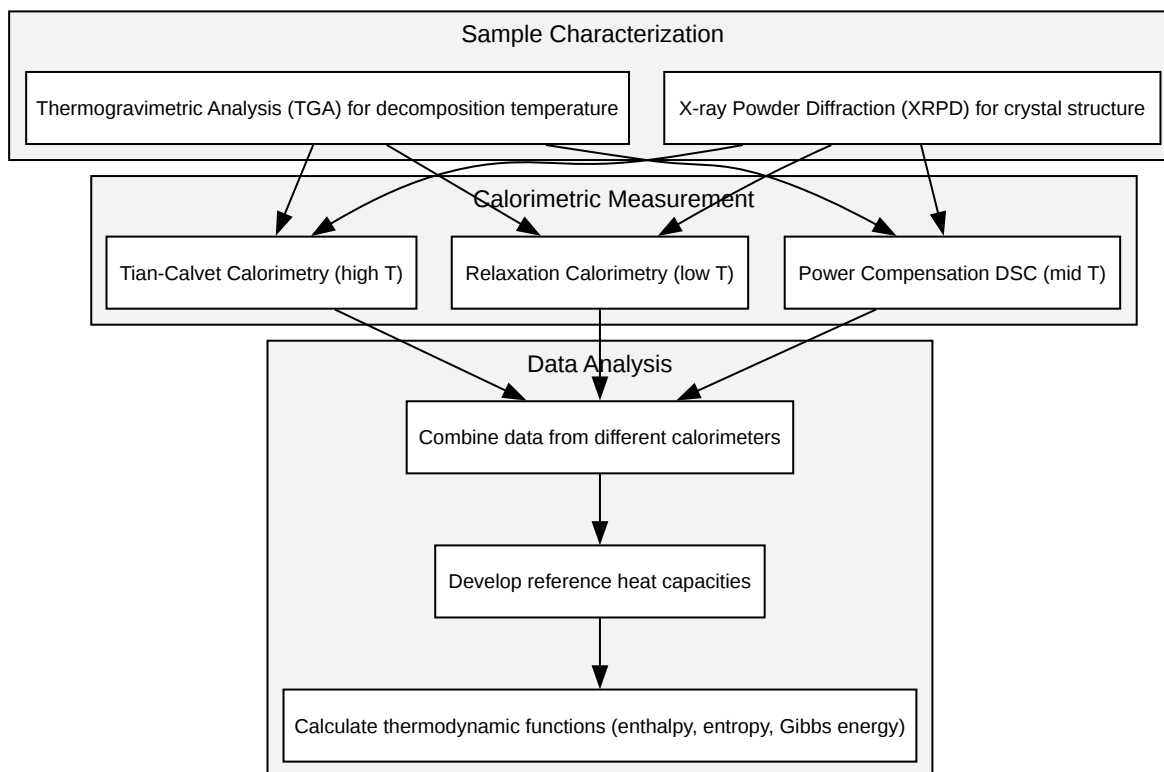 Sample Characterization
Thermogravimetric Analysis (TGA) for decomposition temperature
X-ray Powder Diffraction (XRPD) for crystal structure
Calorimetric Measurement
Tian-Calvet Calorimetry (high T)
Relaxation Calorimetry (low T)
Power Compensation DSC (mid T)
Data Analysis
Combine data from different calorimeters
Develop reference heat capacities
Calculate thermodynamic functions (enthalpy, entropy, Gibbs energy)